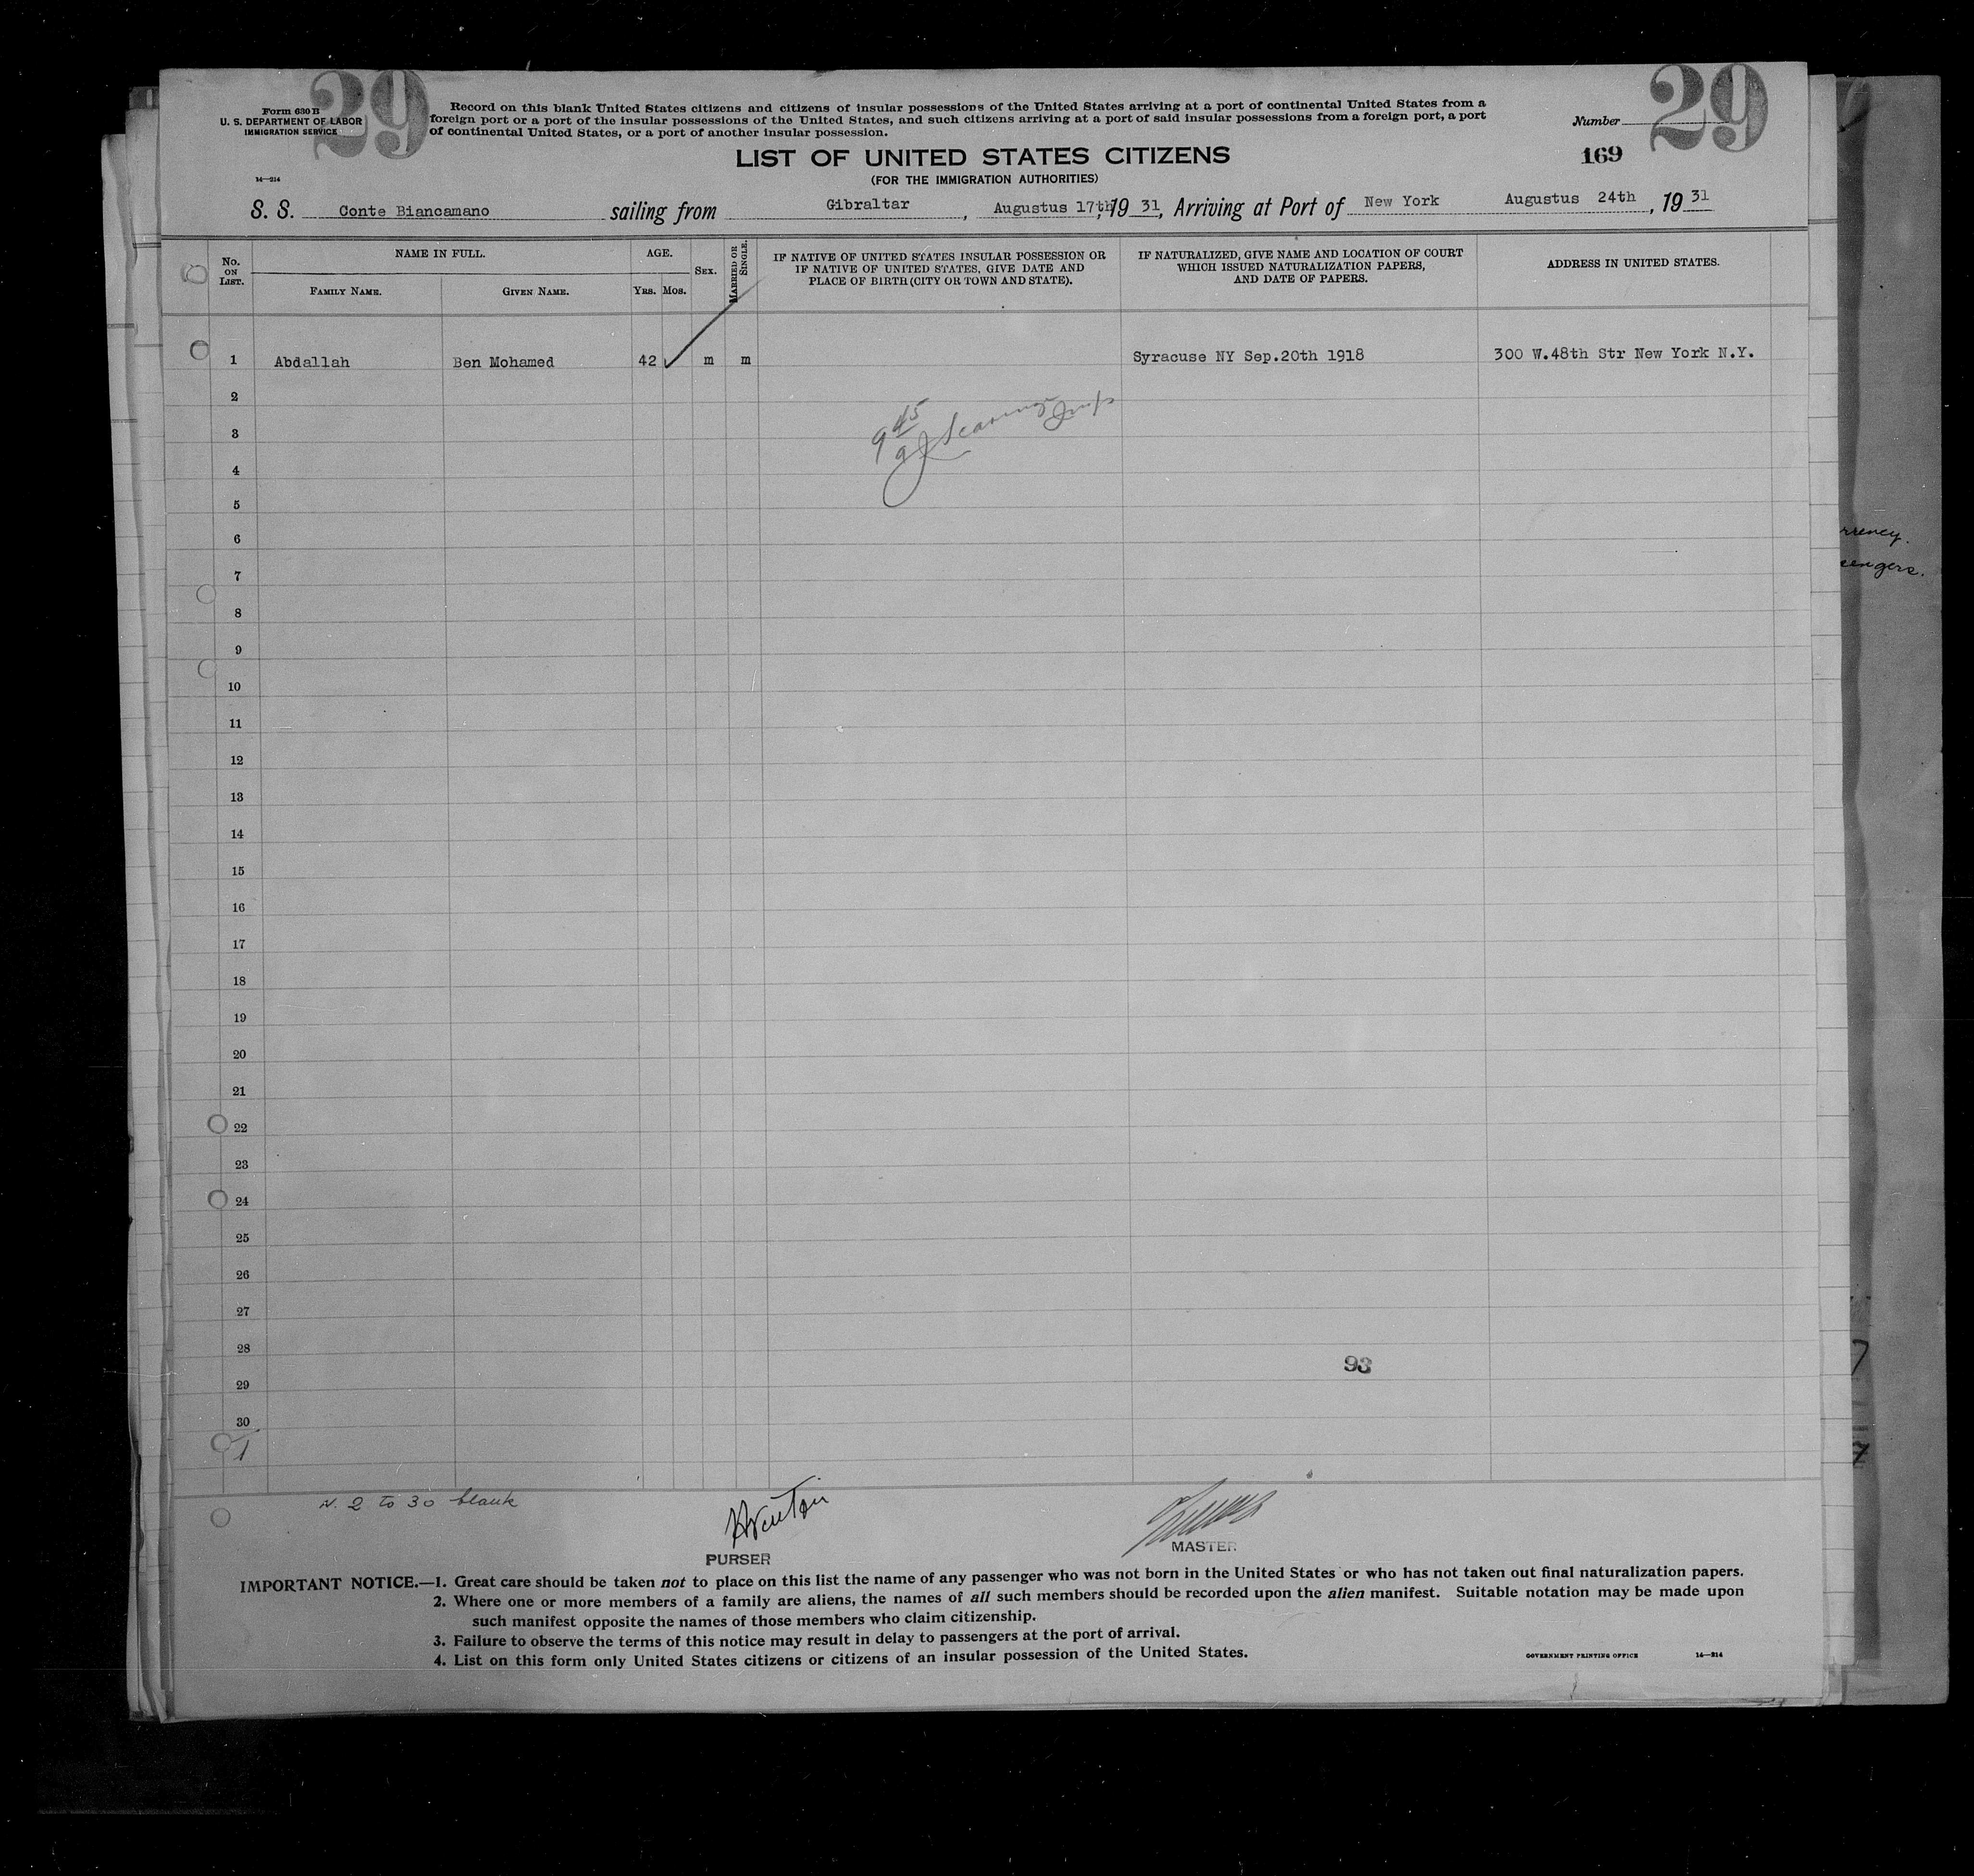 29
29
Form 630 B
U. S. DEPARTMENT OF LABOR
IMMIGRATION SERVICE
14—214
Record on this blank United States citizens and citizens of insular possessions of the United States arriving at a port of continental United States from a
foreign port or a port of the insular possessions of the United States, and such citizens arriving at a port of said insular possessions from a foreign port, a port
of continental United States, or a port of another insular possession.
Number
169
LIST OF UNITED STATES CITIZENS
(FOR THE IMMIGRATION AUTHORITIES)
S. S. Conte Biancamano sailing from Gibraltar, Augustus 17th, 19 31, Arriving at Port of New York Augustus 24th, 19 31
No. ON LIST.
NAME IN FULL.
FAMILY NAME.
GIVEN NAME.
AGE.
YRS. MOS.
SEX.
MARRIED OR SINGLE.
IF NATIVE OF UNITED STATES INSULAR POSSESSION OR
IF NATIVE OF UNITED STATES, GIVE DATE AND
PLACE OF BIRTH (CITY OR TOWN AND STATE).
IF NATURALIZED, GIVE NAME AND LOCATION OF COURT
WHICH ISSUED NATURALIZATION PAPERS,
AND DATE OF PAPERS.
ADDRESS IN UNITED STATES.
1 Abdallah Ben Mohamed 42 m m Syracuse NY Sep.20th 1918 300 W.48th Str New York N.Y.
2
3
4
5
6
7
8
9
10
11
12
13
14
15
16
17
18
19
20
21
22
23
24
25
26
27
28
93
29
30
1
N. 2 to 30 blank
PURSER
MASTER
IMPORTANT NOTICE.—1. Great care should be taken not to place on this list the name of any passenger who was not born in the United States or who has not taken out final naturalization papers.
2. Where one or more members of a family are aliens, the names of all such members should be recorded upon the alien manifest. Suitable notation may be made upon
such manifest opposite the names of those members who claim citizenship.
3. Failure to observe the terms of this notice may result in delay to passengers at the port of arrival.
4. List on this form only United States citizens or citizens of an insular possession of the United States.
GOVERNMENT PRINTING OFFICE 14—214